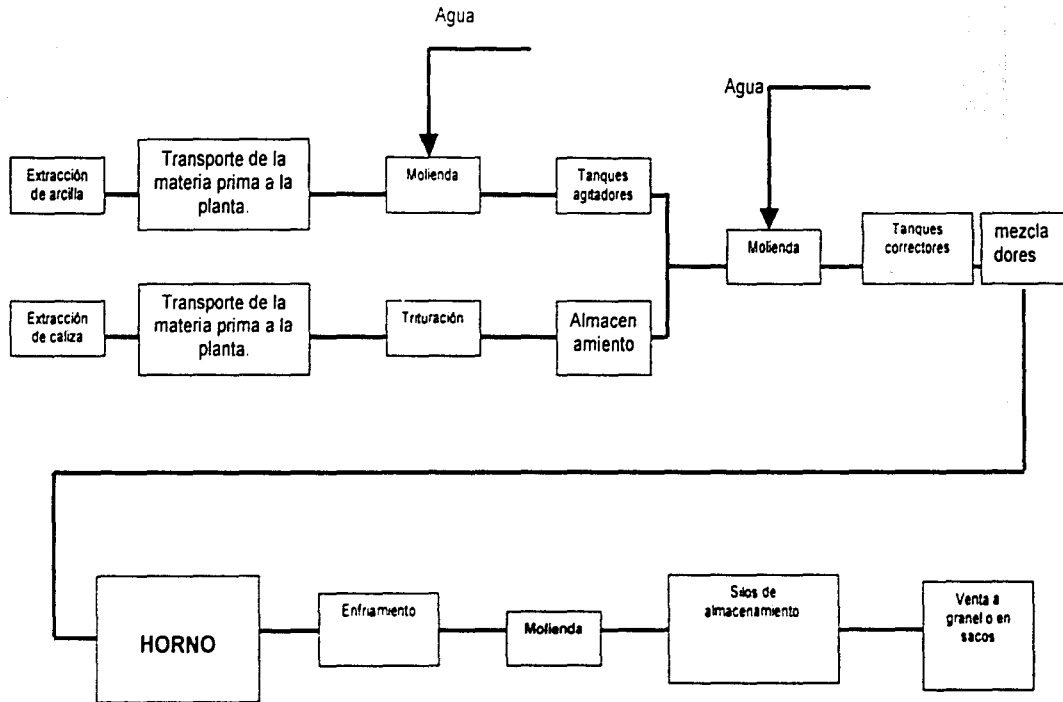 Agua
Agua
Extracción
de arcilla
Transporte de la
materia prima a la
planta.
Molienda
Tanques
agitadores
Molienda
Tanques
correctores
mezcla
dores
Extracción
de caliza
Transporte de la
materia prima a la
planta.
Trituración
Almacen
amiento
HORNO
Enfriamiento
Molienda
Silos de
almacenamiento
Venta a
granel o en
sacos